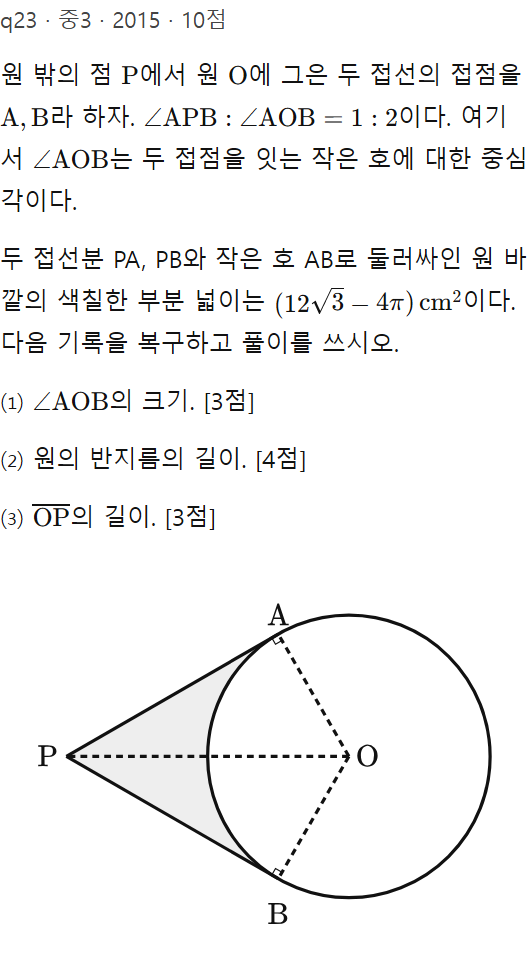 q23 · 중3 · 2015 · 10점
원 밖의 점 P에서 원 O에 그은 두 접선의 접점을
A, B라 하자. ∠APB : ∠AOB = 1 : 2이다. 여기
서 ∠AOB는 두 접점을 잇는 작은 호에 대한 중심
각이다.
두 접선분 PA, PB와 작은 호 AB로 둘러싸인 원 바
깥의 색칠한 부분 넓이는 (12√3 − 4π) cm²이다.
다음 기록을 복구하고 풀이를 쓰시오.
(1) ∠AOB의 크기. [3점]
(2) 원의 반지름의 길이. [4점]
(3) O̅P̅의 길이. [3점]
A
P
O
B